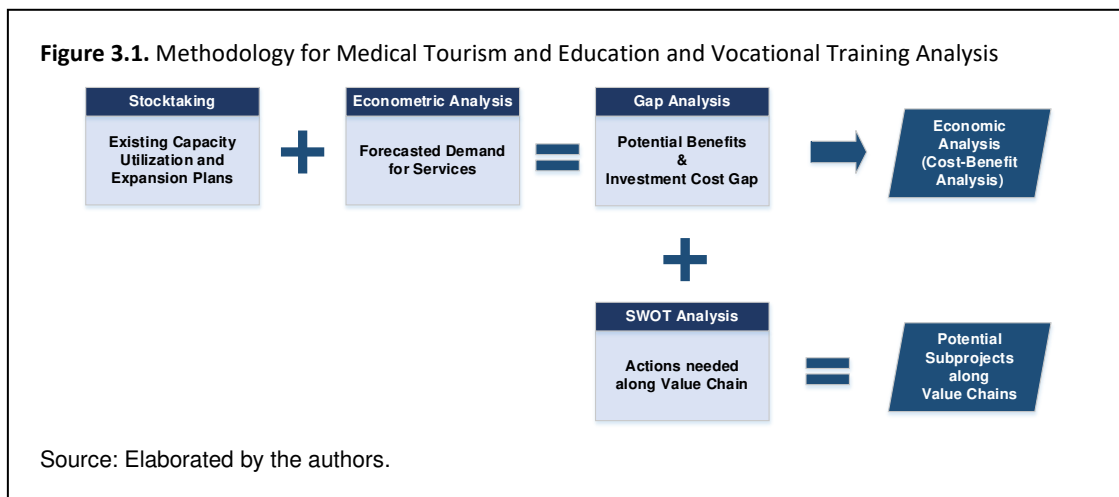 Figure 3.1. Methodology for Medical Tourism and Education and Vocational Training Analysis
Stocktaking
Existing Capacity
Utilization and
Expansion Plans
+
Econometric Analysis
Forecasted Demand
for Services
=
Gap Analysis
Potential Benefits
&
Investment Cost Gap
Economic
Analysis
(Cost-Benefit
Analysis)
+
SWOT Analysis
Actions needed
along Value Chain
=
Potential
Subprojects
along
Value Chains
Source: Elaborated by the authors.